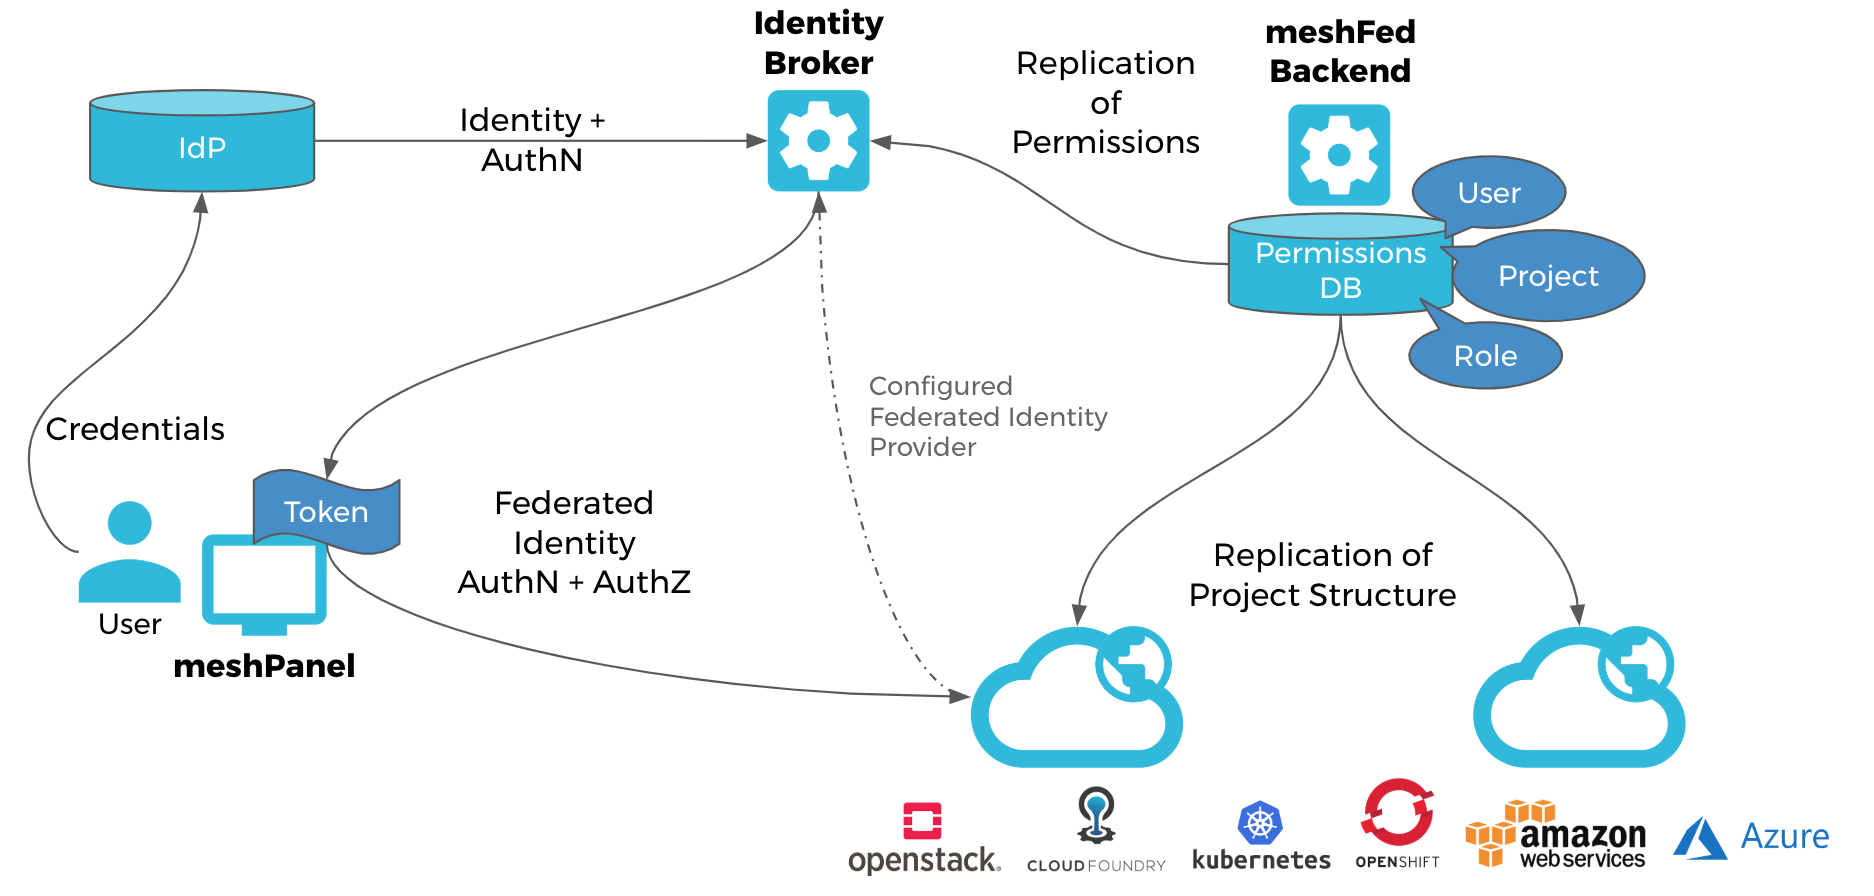 Identity
Broker
meshFed
Backend
Replication
of
Permissions
Identity +
AuthN
IdP
User
Permissions
DB
Project
Role
Configured
Federated Identity
Provider
Credentials
Token
Federated
Identity
AuthN + AuthZ
User
meshPanel
Replication of
Project Structure
openstack.
CLOUD FOUNDRY
kubernetes
OPENSHIFT
amazon
web services
Azure